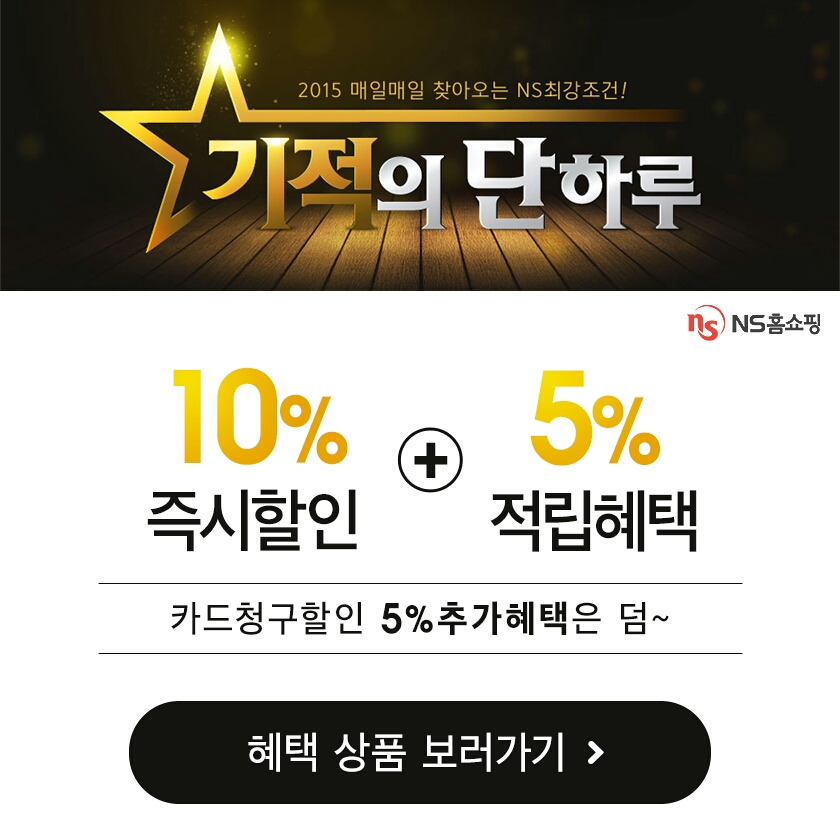 2015 매일매일 찾아오는 NS최강조건!
기적의 단하루
ns NS홈쇼핑
10% + 5%
즉시할인 적립혜택
카드청구할인 5%추가혜택은 덤~
혜택 상품 보러가기 >